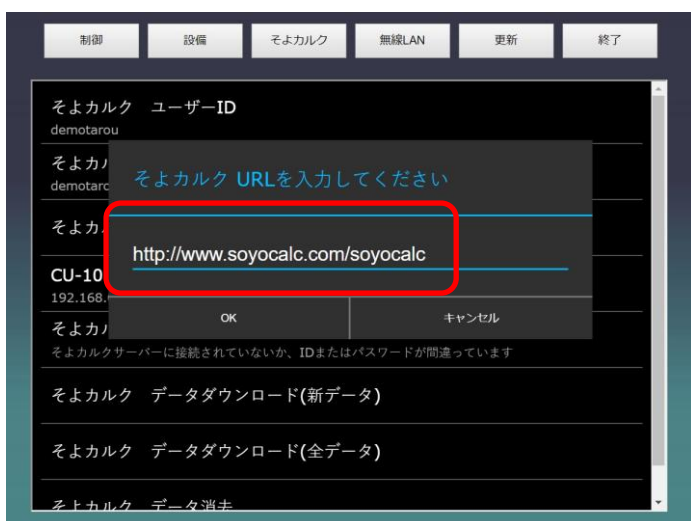 制御 設備 そよカルク 無線LAN 更新 終了
そよカルク ユーザーID
demotarou
そよカル
demotarc
そよカ
そよカルク URLを入力してください
http://www.soyocalc.com/soyocalc
CU-10
192.168.
OK キャンセル
そよカル
そよカルクサーバーに接続されていないか、IDまたはパスワードが間違っています
そよカルク データダウンロード(新データ)
そよカルク データダウンロード(全データ)
そよカルク データ消去